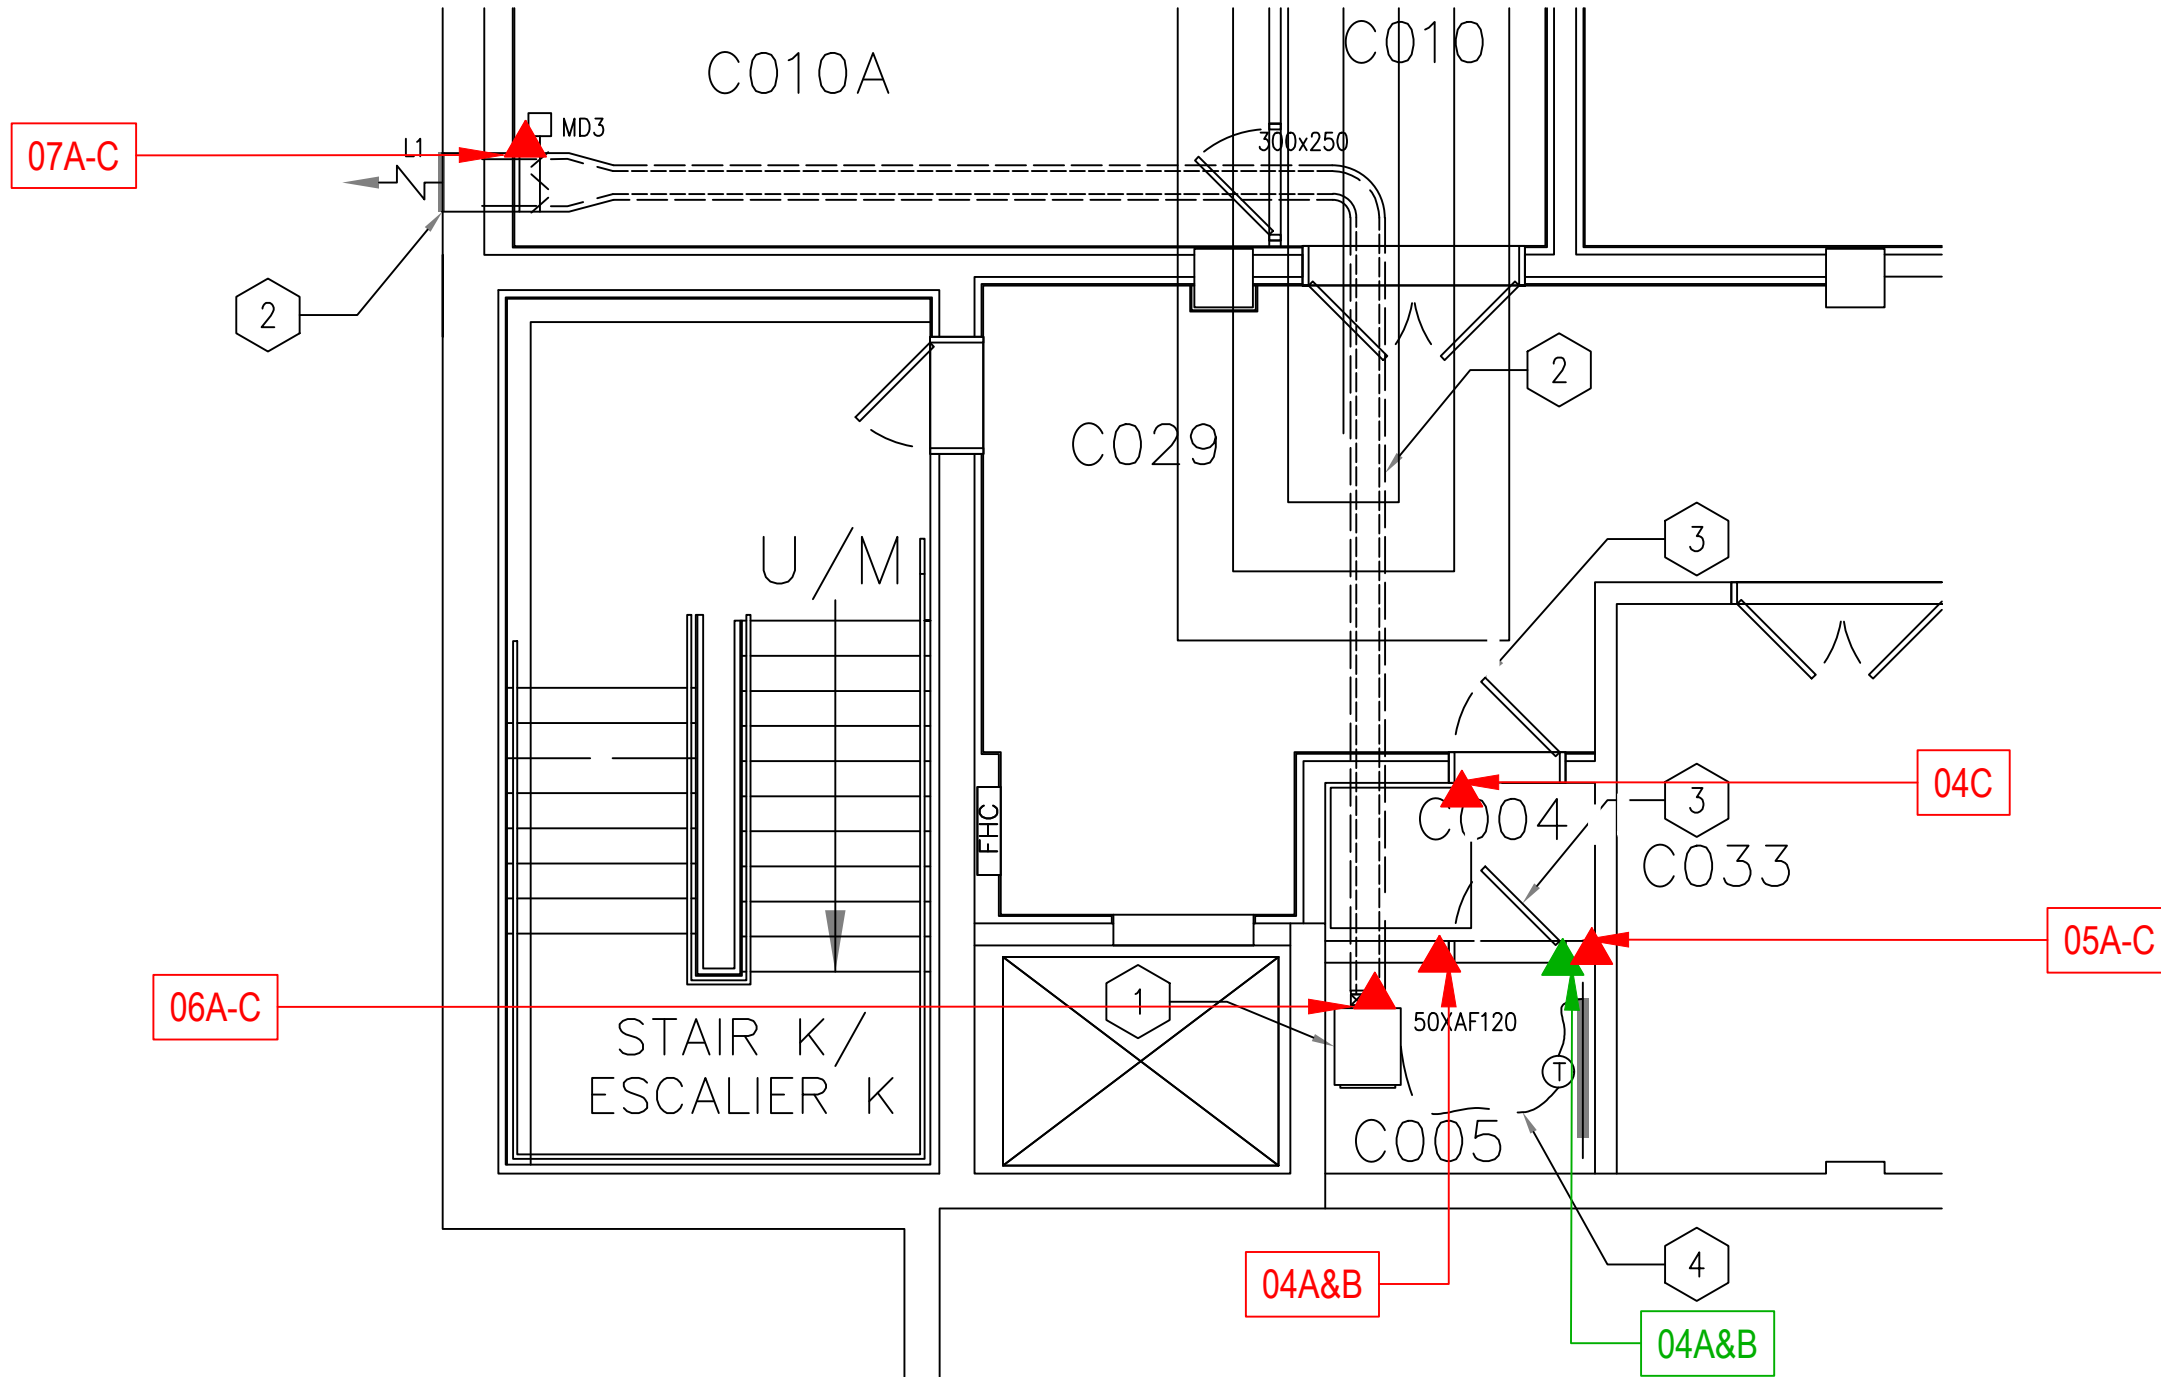 C010
C010A
MD3
07A-C
L1
300x250
2
2
C029
3
U/M
04C
3
FHC
C004
C033
05A-C
06A-C
1
50XAF120
STAIR K/
ESCALIER K
T
C005
4
04A&B
04A&B